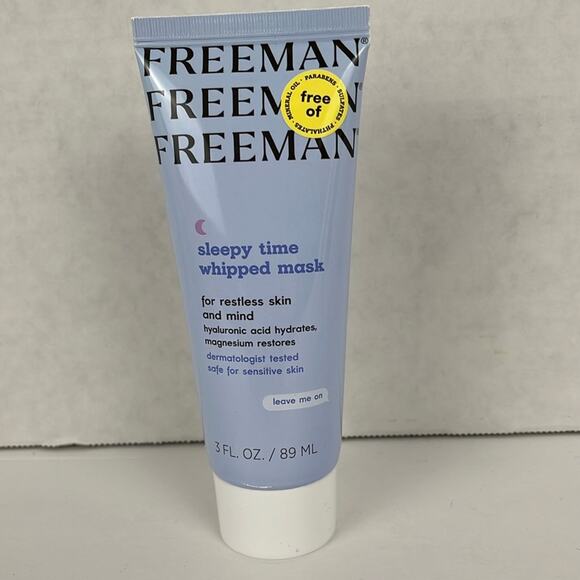 FREEMAN®
FREEMAN
FREEMAN
MINERAL OIL · PARABENS · SULFATES · PHTHALATES ·
free
of
sleepy time
whipped mask
for restless skin
and mind
hyaluronic acid hydrates,
magnesium restores
dermatologist tested
safe for sensitive skin
leave me on
3 FL. OZ. / 89 ML